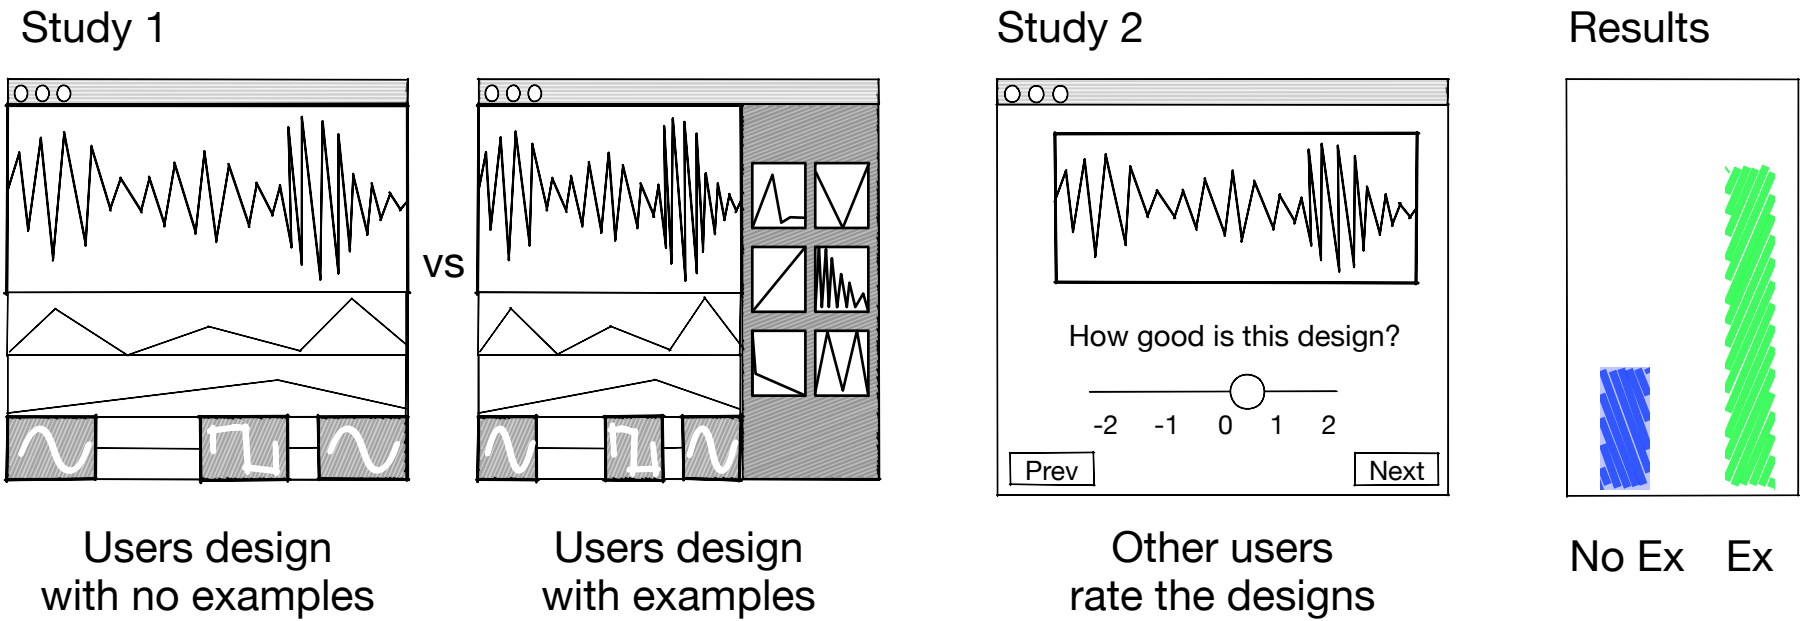 Study 1
vs
Users design
with no examples
Users design
with examples
Study 2
How good is this design?
-2 -1 0 1 2
Prev
Next
Other users
rate the designs
Results
No Ex
Ex